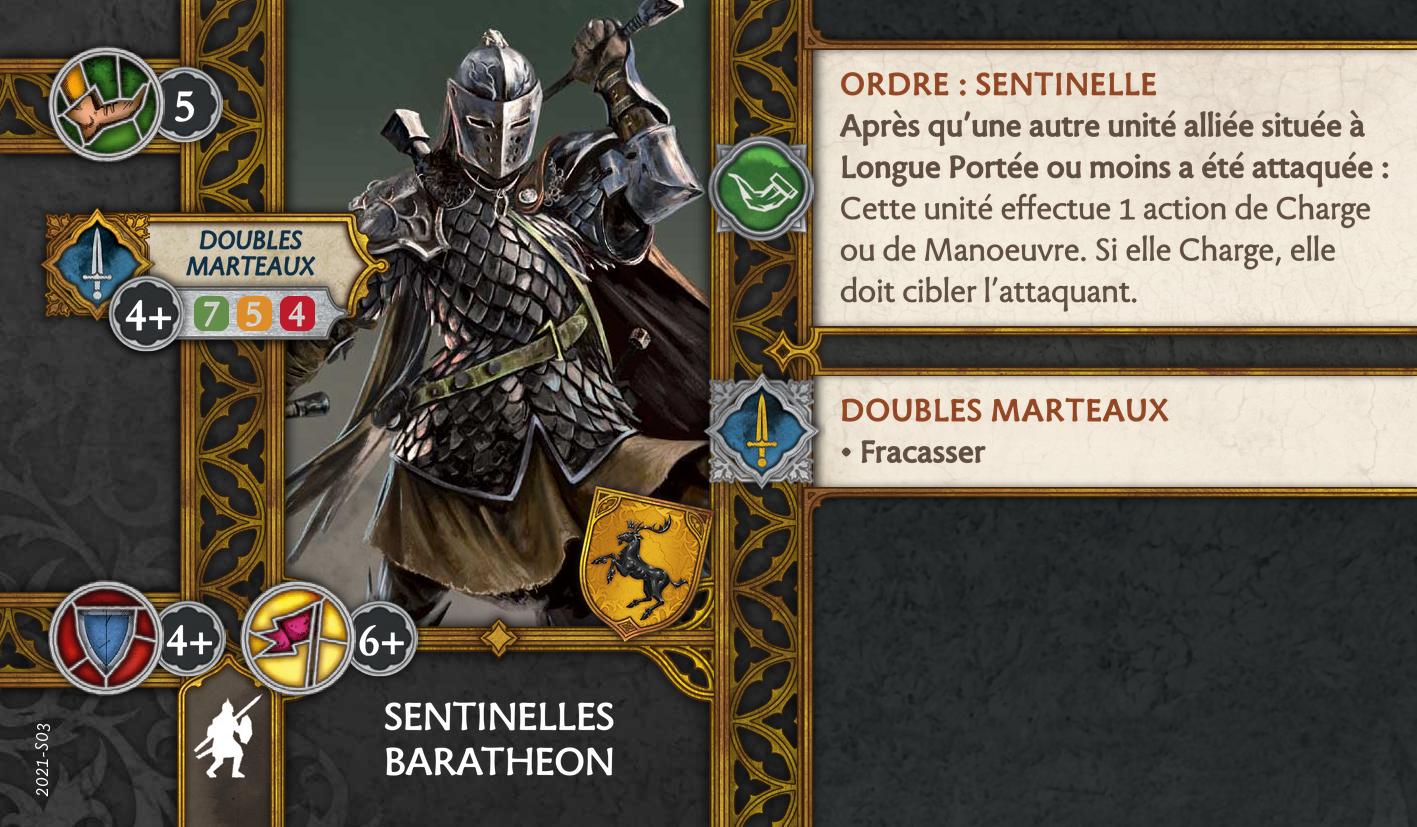 5
DOUBLES
MARTEAUX
4+ 7 5 4
4+ 6+
SENTINELLES
BARATHEON
2021-S03
ORDRE : SENTINELLE
Après qu’une autre unité alliée située à
Longue Portée ou moins a été attaquée :
Cette unité effectue 1 action de Charge
ou de Manoeuvre. Si elle Charge, elle
doit cibler l’attaquant.
DOUBLES MARTEAUX
• Fracasser